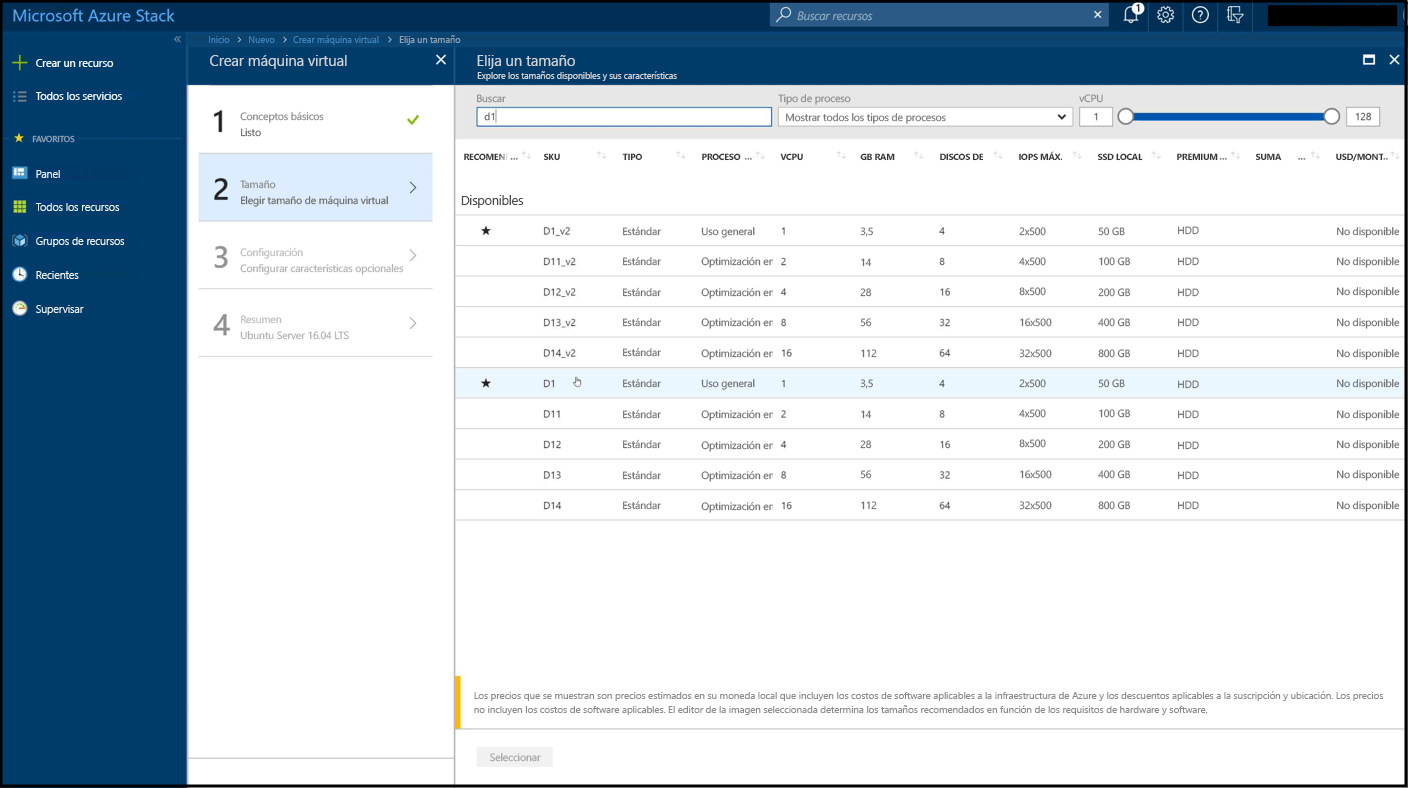 Microsoft Azure Stack
Buscar recursos
1
Inicio > Nuevo > Crear máquina virtual > Elija un tamaño
Crear un recurso
Todos los servicios
FAVORITOS
Panel
Todos los recursos
Grupos de recursos
Recientes
Supervisar
Crear máquina virtual
1
Conceptos básicos
Listo
2
Tamaño
Elegir tamaño de máquina virtual
3
Configuración
Configurar características opcionales
4
Resumen
Ubuntu Server 16.04 LTS
Elija un tamaño
Explore los tamaños disponibles y sus características
Buscar Tipo de proceso vCPU
d1 Mostrar todos los tipos de procesos 1 128
RECOMEN... SKU TIPO PROCESO ... VCPU GB RAM DISCOS DE IOPS MÁX. SSD LOCAL PREMIUM ... SUMA ... USD/MONT..
Disponibles
★ D1_v2 Estándar Uso general 1 3,5 4 2x500 50 GB HDD No disponible
D11_v2 Estándar Optimización en 2 14 8 4x500 100 GB HDD No disponible
D12_v2 Estándar Optimización en 4 28 16 8x500 200 GB HDD No disponible
D13_v2 Estándar Optimización en 8 56 32 16x500 400 GB HDD No disponible
D14_v2 Estándar Optimización en 16 112 64 32x500 800 GB HDD No disponible
★ D1 Estándar Uso general 1 3,5 4 2x500 50 GB HDD No disponible
D11 Estándar Optimización en 2 14 8 4x500 100 GB HDD No disponible
D12 Estándar Optimización en 4 28 16 8x500 200 GB HDD No disponible
D13 Estándar Optimización en 8 56 32 16x500 400 GB HDD No disponible
D14 Estándar Optimización en 16 112 64 32x500 800 GB HDD No disponible
Los precios que se muestran son precios estimados en su moneda local que incluyen los costos de software aplicables a la infraestructura de Azure y los descuentos aplicables a la suscripción y ubicación. Los precios
no incluyen los costos de software aplicables. El editor de la imagen seleccionada determina los tamaños recomendados en función de los requisitos de hardware y software.
Seleccionar